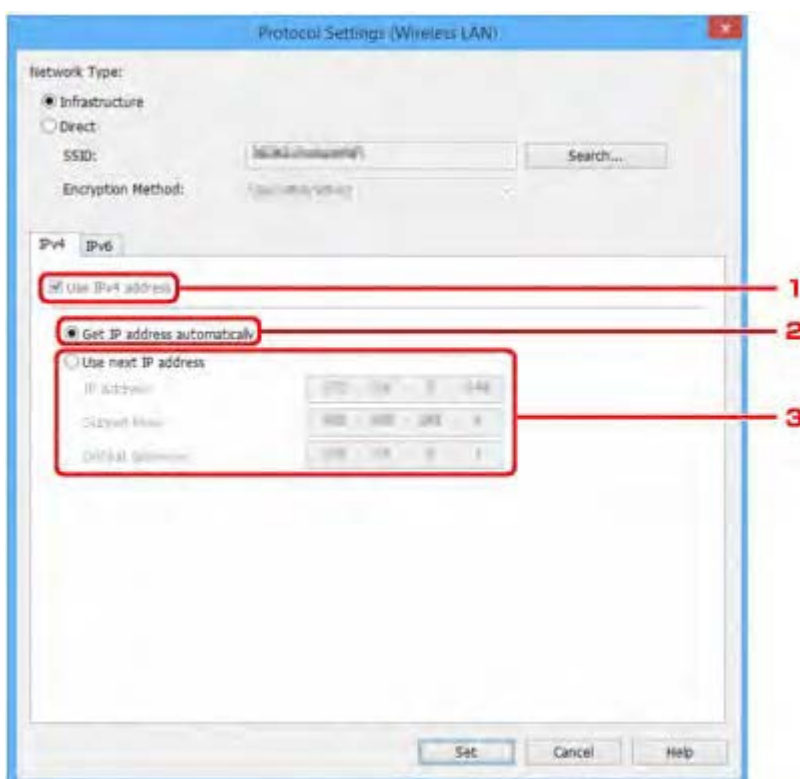 Protocol Settings (Wireless LAN)
Network Type:
Infrastructure
Direct
SSID:
Search...
Encryption Method:
IPv4 IPv6
Use IPv4 address
1
Get IP address automatically
2
Use next IP address
IP Address:
Subnet Mask:
3
Default Gateway:
Set Cancel Help